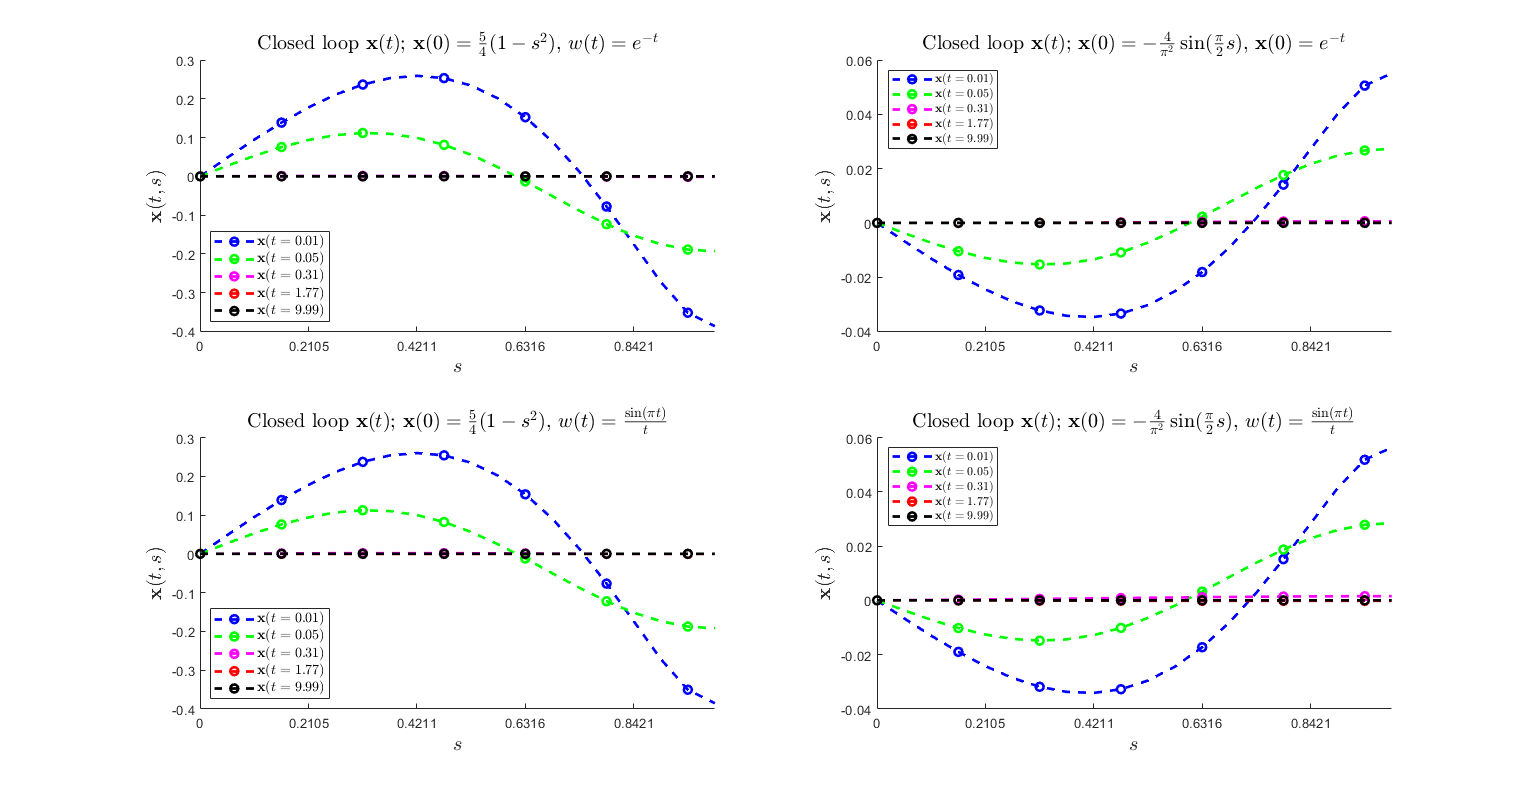 Closed loop x(t); x(0) = 5/4(1 − s²), w(t) = e^{−t}
0.3
0.2
0.1
0
-0.1
-0.2
-0.3
-0.4
x(t, s)
x(t = 0.01)
x(t = 0.05)
x(t = 0.31)
x(t = 1.77)
x(t = 9.99)
0 0.2105 0.4211 0.6316 0.8421
s
Closed loop x(t); x(0) = −4/π² sin(π/2 s), x(0) = e^{−t}
0.06
0.04
0.02
0
-0.02
-0.04
x(t, s)
x(t = 0.01)
x(t = 0.05)
x(t = 0.31)
x(t = 1.77)
x(t = 9.99)
0 0.2105 0.4211 0.6316 0.8421
s
Closed loop x(t); x(0) = 5/4(1 − s²), w(t) = sin(πt)/t
0.3
0.2
0.1
0
-0.1
-0.2
-0.3
-0.4
x(t, s)
x(t = 0.01)
x(t = 0.05)
x(t = 0.31)
x(t = 1.77)
x(t = 9.99)
0 0.2105 0.4211 0.6316 0.8421
s
Closed loop x(t); x(0) = −4/π² sin(π/2 s), w(t) = sin(πt)/t
0.06
0.04
0.02
0
-0.02
-0.04
x(t, s)
x(t = 0.01)
x(t = 0.05)
x(t = 0.31)
x(t = 1.77)
x(t = 9.99)
0 0.2105 0.4211 0.6316 0.8421
s